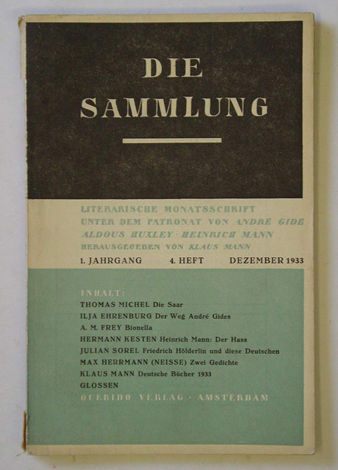 DIE
SAMMLUNG
LITERARISCHE MONATSSCHRIFT
UNTER DEM PATRONAT VON ANDRÉ GIDE
ALDOUS HUXLEY · HEINRICH MANN
HERAUSGEGEBEN VON KLAUS MANN
1. JAHRGANG 4. HEFT DEZEMBER 1933
INHALT:
THOMAS MICHEL Die Saar
ILJA EHRENBURG Der Weg André Gides
A. M. FREY Bionella
HERMANN KESTEN Heinrich Mann: Der Hass
JULIAN SOREL Friedrich Hölderlin und diese Deutschen
MAX HERRMANN (NEISSE) Zwei Gedichte
KLAUS MANN Deutsche Bücher 1933
GLOSSEN
QUERIDO VERLAG · AMSTERDAM